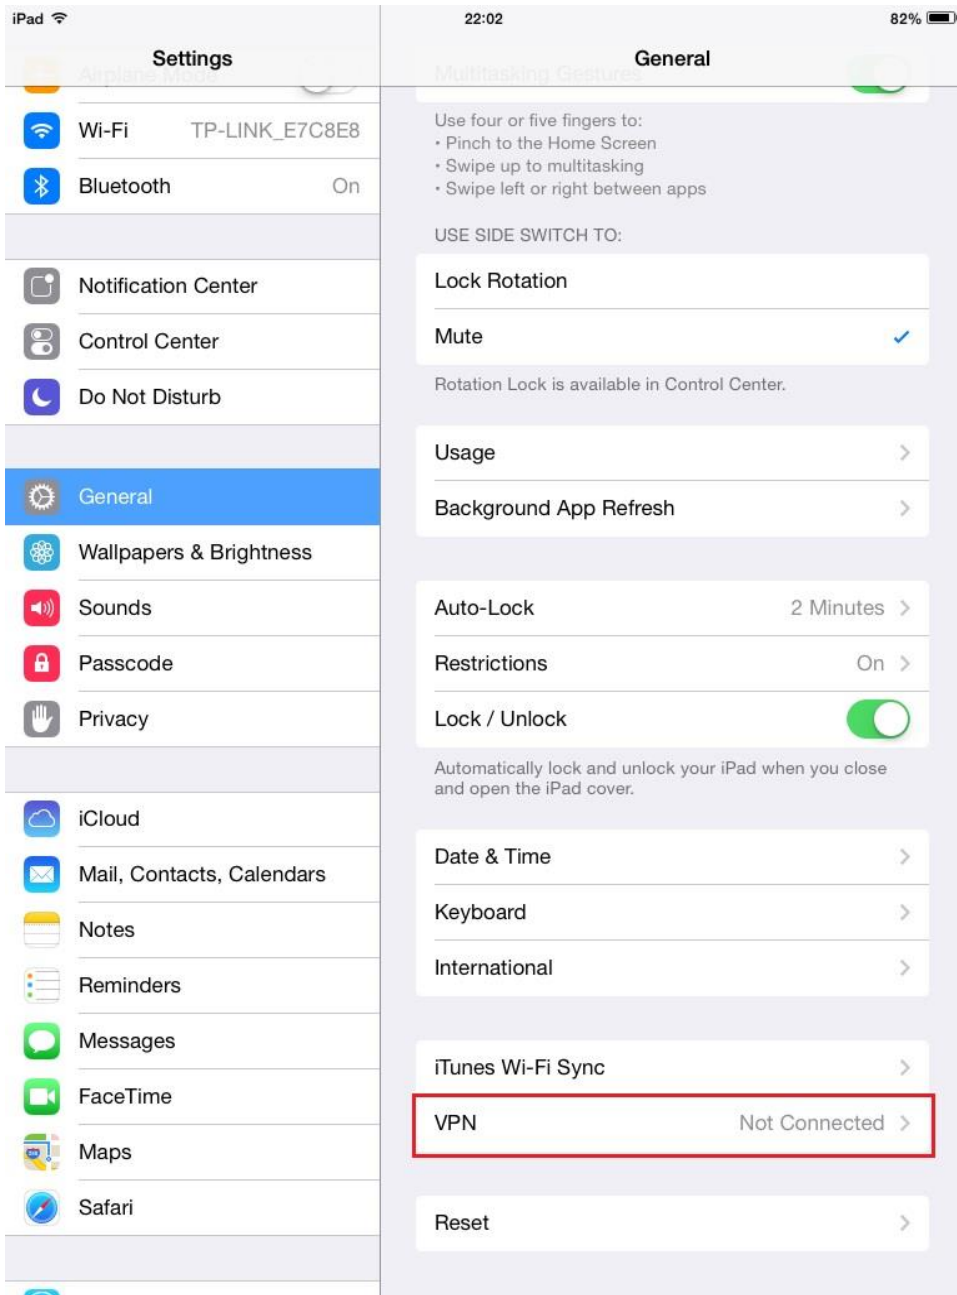 iPad
22:02
82%
Settings
General
Airplane Mode
Wi-Fi TP-LINK_E7C8E8
Bluetooth On
Notification Center
Control Center
Do Not Disturb
General
Wallpapers & Brightness
Sounds
Passcode
Privacy
iCloud
Mail, Contacts, Calendars
Notes
Reminders
Messages
FaceTime
Maps
Safari
Multitasking Gestures
Use four or five fingers to:
• Pinch to the Home Screen
• Swipe up to multitasking
• Swipe left or right between apps
USE SIDE SWITCH TO:
Lock Rotation
Mute
Rotation Lock is available in Control Center.
Usage
Background App Refresh
Auto-Lock 2 Minutes
Restrictions On
Lock / Unlock
Automatically lock and unlock your iPad when you close
and open the iPad cover.
Date & Time
Keyboard
International
iTunes Wi-Fi Sync
VPN Not Connected
Reset